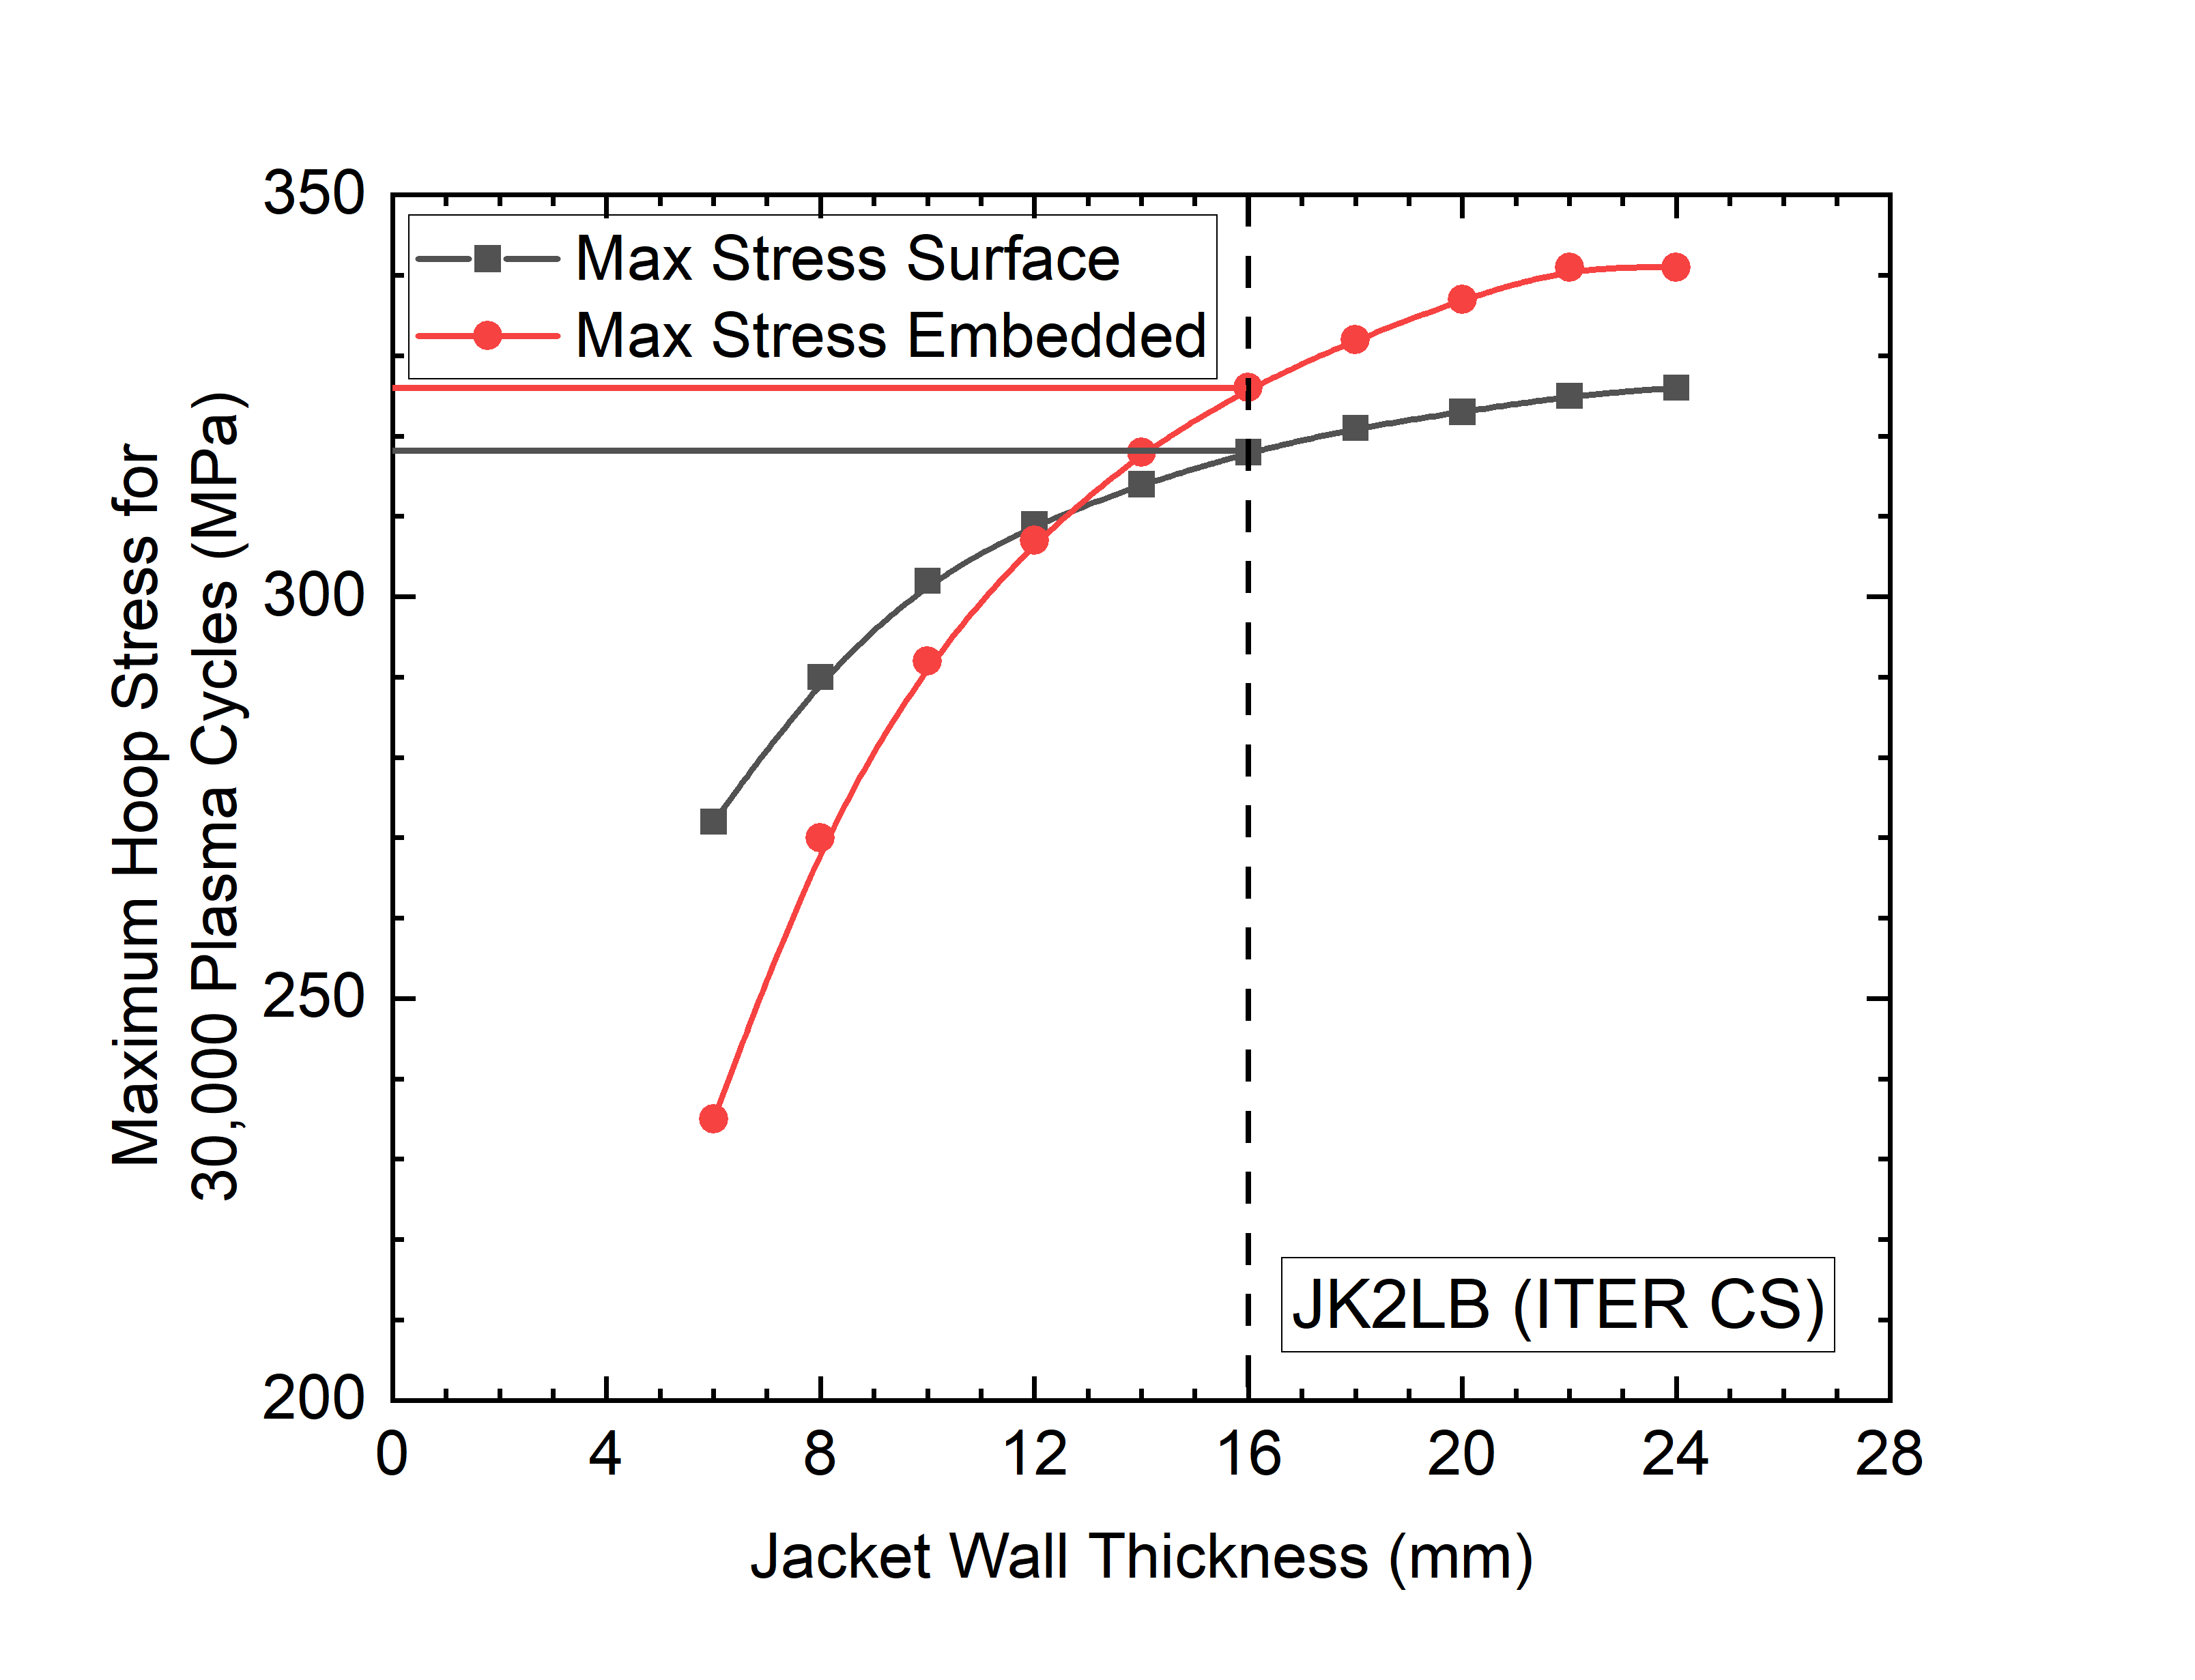 Maximum Hoop Stress for
30,000 Plasma Cycles (MPa)
350
300
250
200
Max Stress Surface
Max Stress Embedded
JK2LB (ITER CS)
0 4 8 12 16 20 24 28
Jacket Wall Thickness (mm)